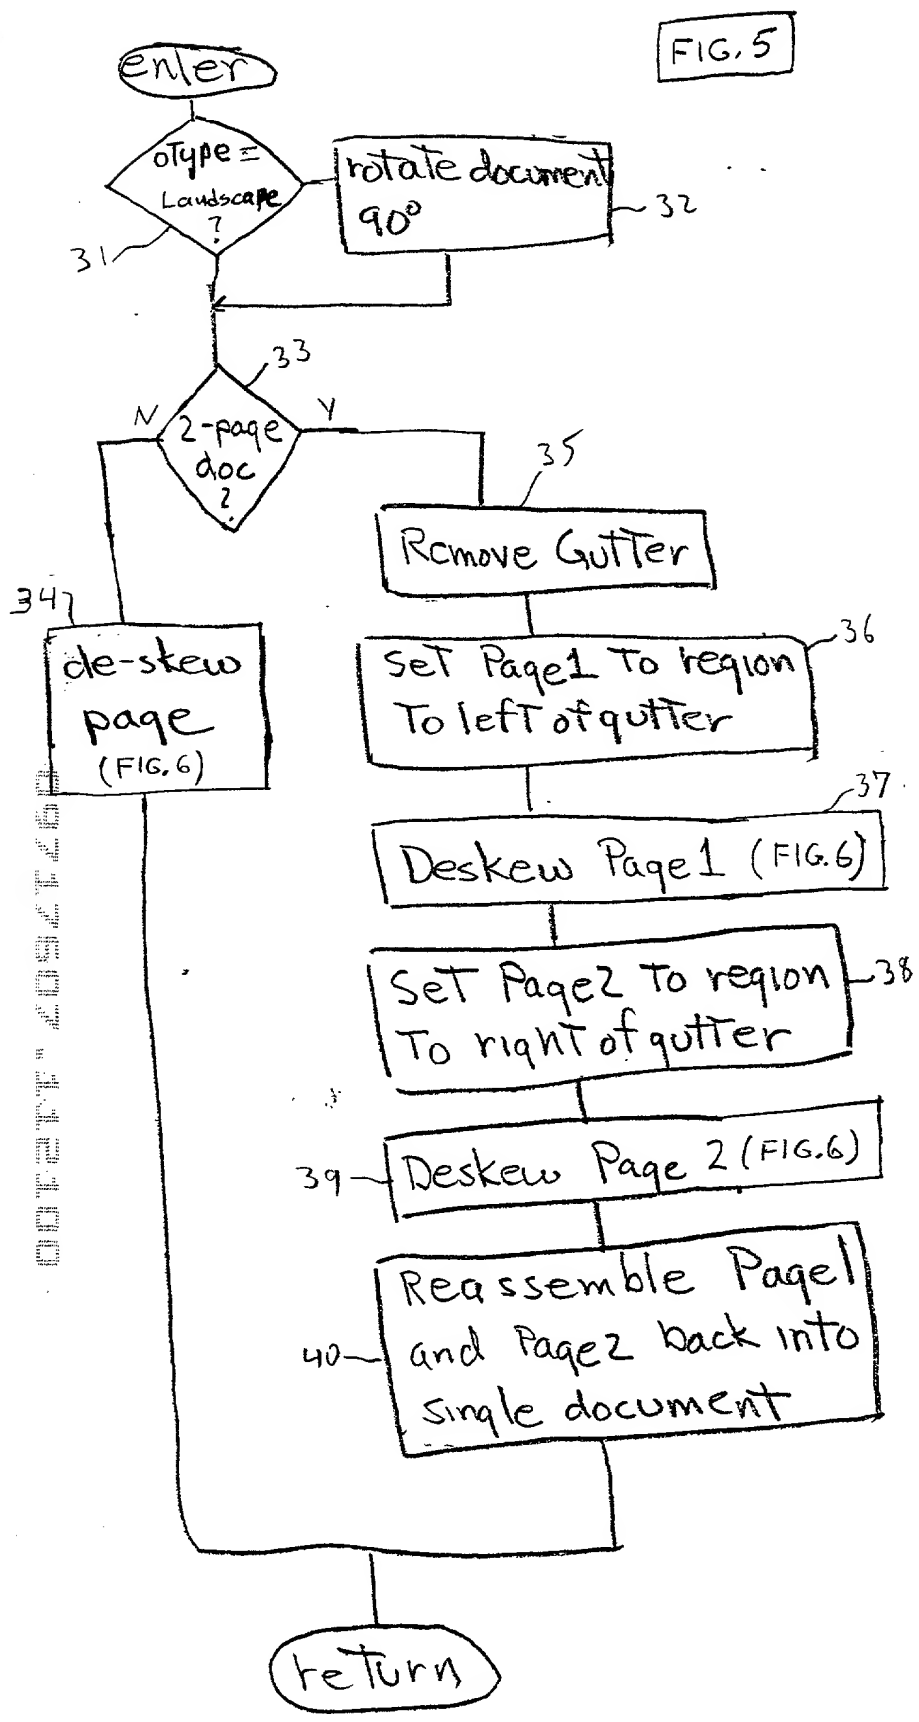 FIG. 5
enter
oType =
Landscape
?
31
rotate document
90°
32
33
N
Y
2-page
doc
?
35
Remove Gutter
34
de-skew
page
(FIG. 6)
36
Set Page1 To region
To left of gutter
37
Deskew Page1 (FIG. 6)
Set Page2 To region
To right of gutter
38
39
Deskew Page 2 (FIG. 6)
40
Reassemble Page1
and Page2 back into
single document
return
09717607.112100